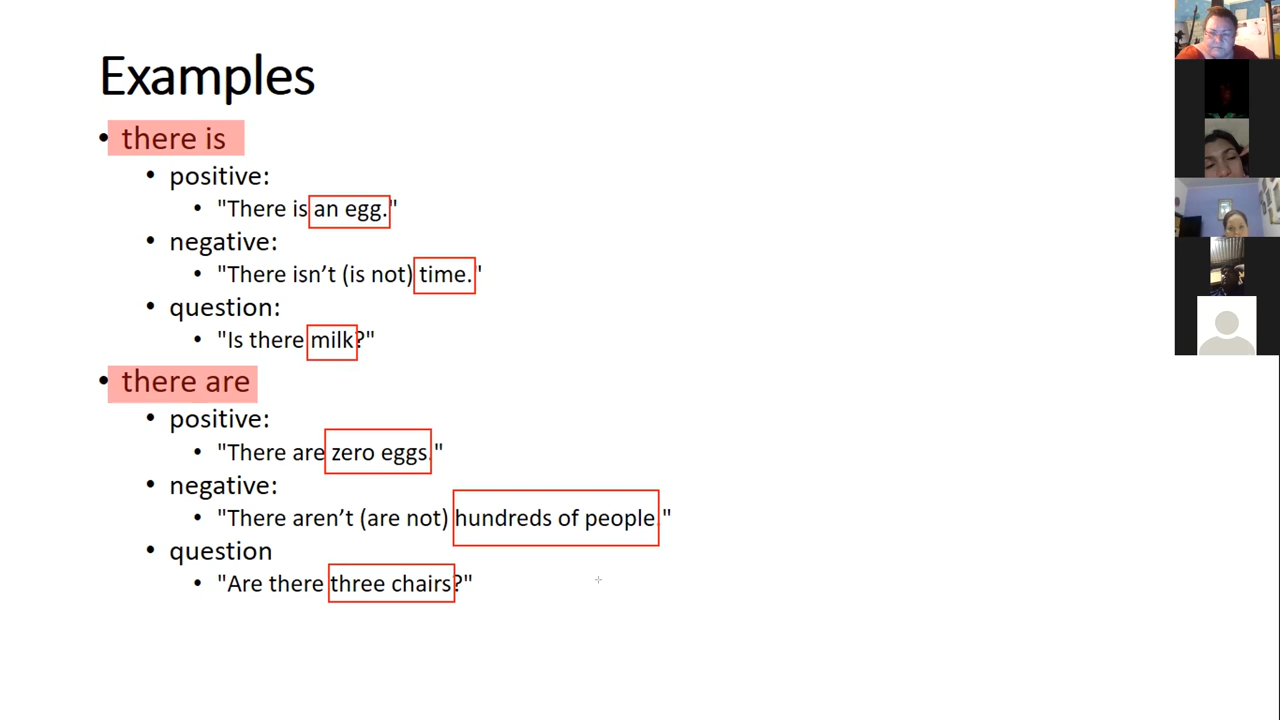 Examples
• there is
• positive:
• "There is an egg."
• negative:
• "There isn’t (is not) time."
• question:
• "Is there milk?"
• there are
• positive:
• "There are zero eggs."
• negative:
• "There aren’t (are not) hundreds of people."
• question
• "Are there three chairs?"